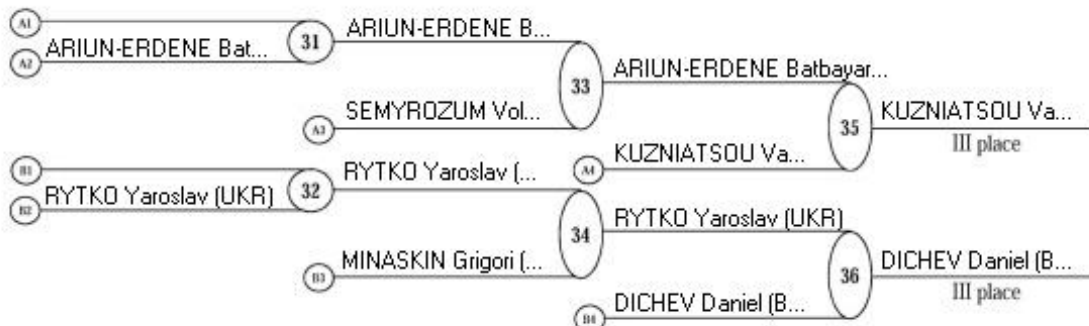 A1
ARIUN-ERDENE Bat...
A2
31
ARIUN-ERDENE B...
33
ARIUN-ERDENE Batbayar...
SEMYROZUM Vol...
A3
35
KUZNIATSOU Va...
III place
KUZNIATSOU Va...
A4
B1
RYTKO Yaroslav (UKR)
B2
32
RYTKO Yaroslav (...
34
RYTKO Yaroslav (UKR)
MINASKIN Grigori (...
B3
36
DICHEV Daniel (B...
III place
DICHEV Daniel (B...
B4